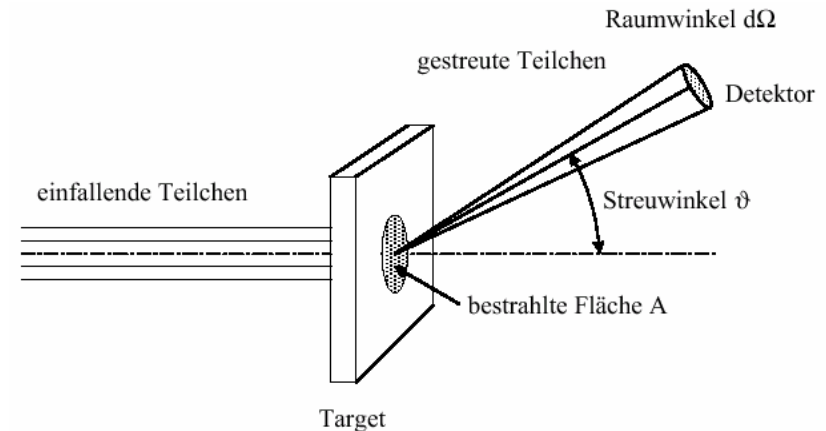 Raumwinkel dΩ
gestreute Teilchen
Detektor
einfallende Teilchen
Streuwinkel ϑ
bestrahlte Fläche A
Target